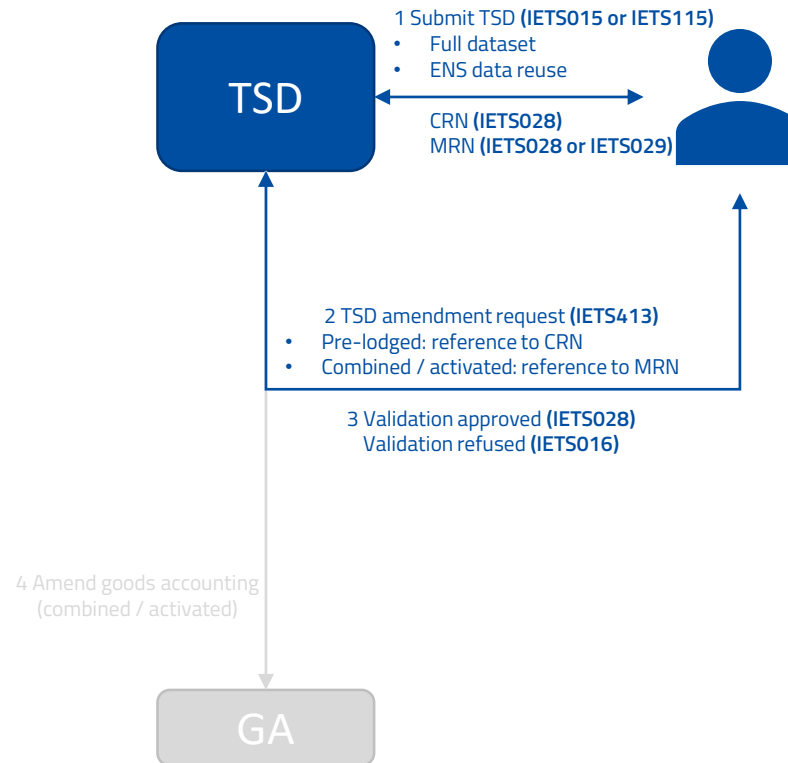 1 Submit TSD (IETS015 or IETS115)
• Full dataset
• ENS data reuse
TSD
CRN (IETS028)
MRN (IETS028 or IETS029)
2 TSD amendment request (IETS413)
• Pre-lodged: reference to CRN
• Combined / activated: reference to MRN
3 Validation approved (IETS028)
Validation refused (IETS016)
4 Amend goods accounting
(combined / activated)
GA